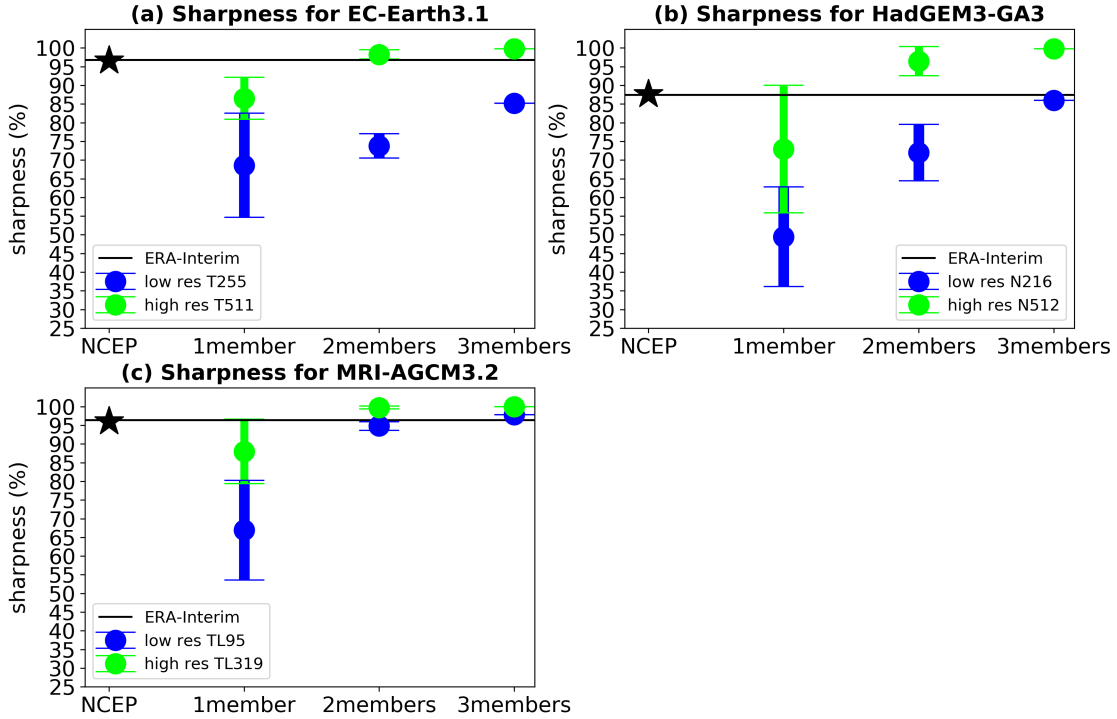 (a) Sharpness for EC-Earth3.1
sharpness (%)
100
95
90
85
80
75
70
65
60
55
50
45
40
35
30
25
ERA-Interim
low res T255
high res T511
NCEP 1member 2members 3members
(b) Sharpness for HadGEM3-GA3
sharpness (%)
100
95
90
85
80
75
70
65
60
55
50
45
40
35
30
25
ERA-Interim
low res N216
high res N512
NCEP 1member 2members 3members
(c) Sharpness for MRI-AGCM3.2
sharpness (%)
100
95
90
85
80
75
70
65
60
55
50
45
40
35
30
25
ERA-Interim
low res TL95
high res TL319
NCEP 1member 2members 3members